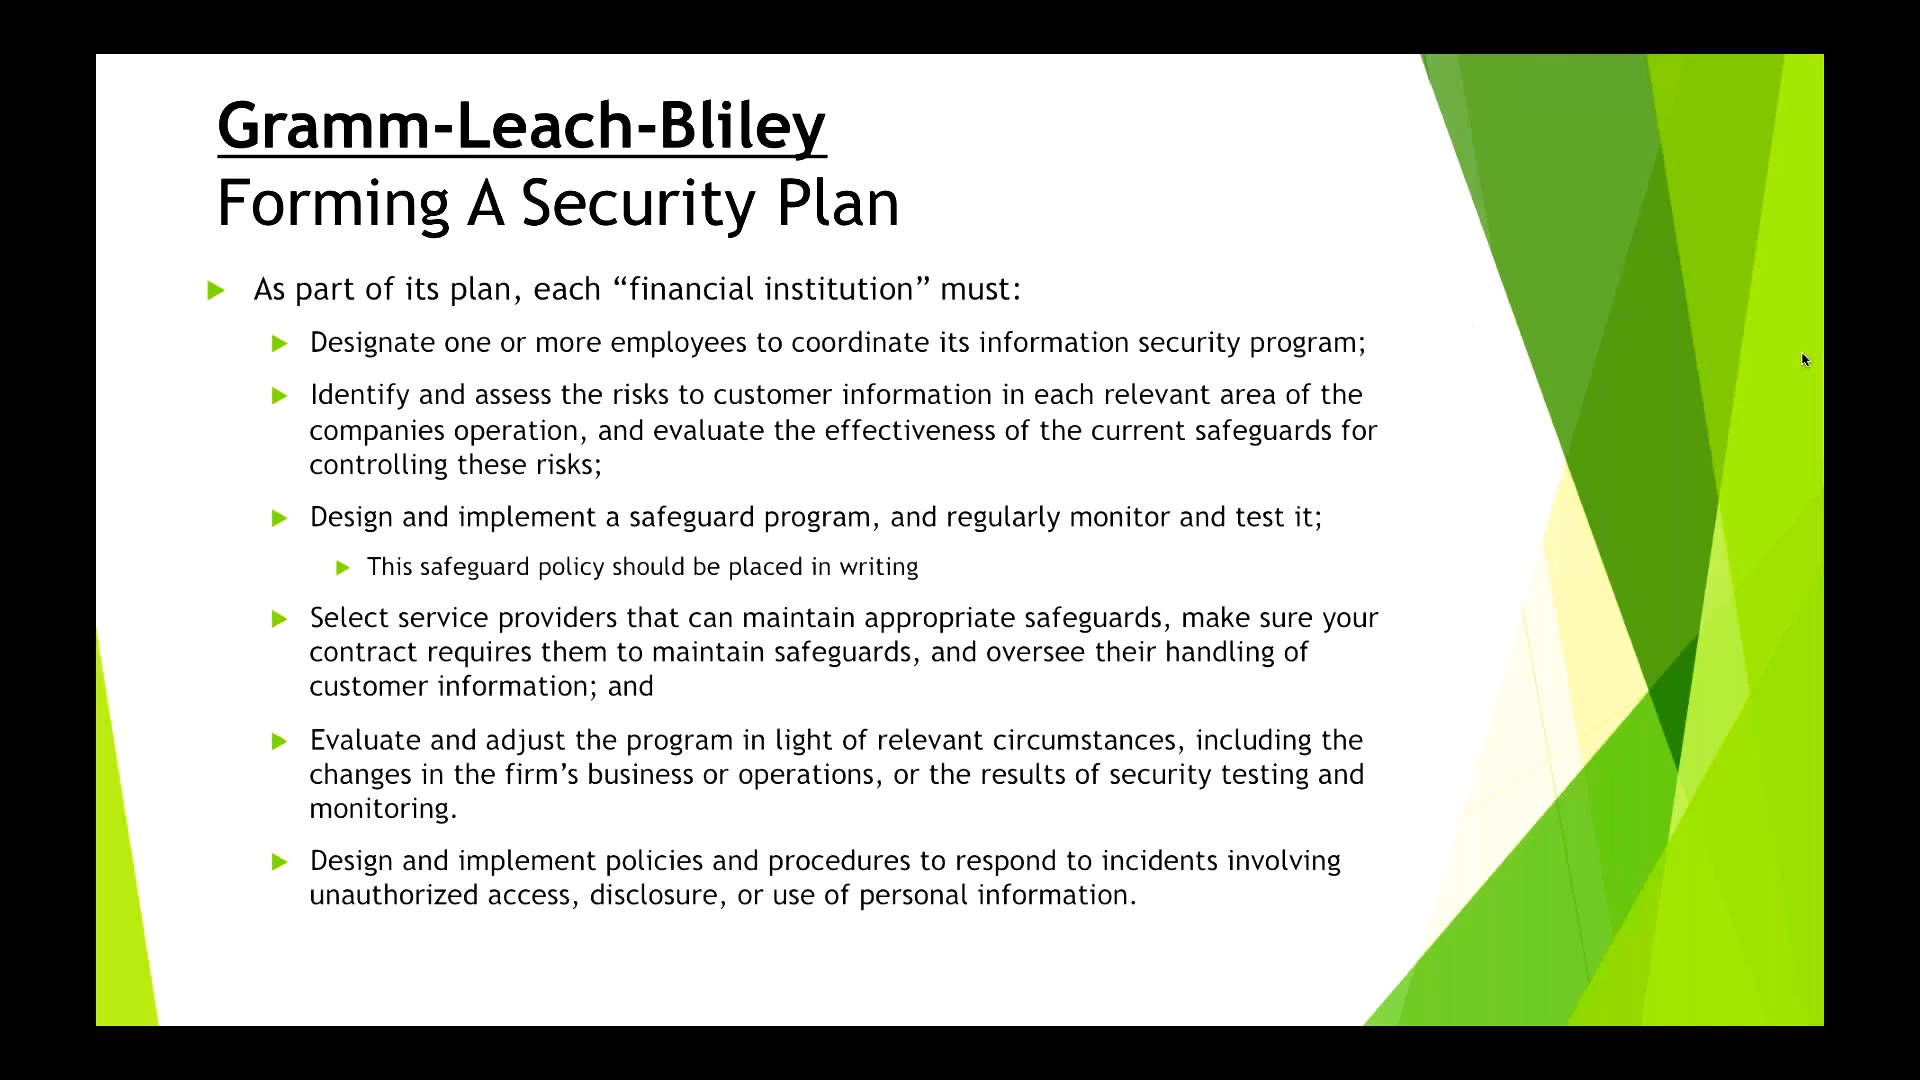 Gramm-Leach-Bliley
Forming A Security Plan
As part of its plan, each “financial institution” must:
Designate one or more employees to coordinate its information security program;
Identify and assess the risks to customer information in each relevant area of the
companies operation, and evaluate the effectiveness of the current safeguards for
controlling these risks;
Design and implement a safeguard program, and regularly monitor and test it;
This safeguard policy should be placed in writing
Select service providers that can maintain appropriate safeguards, make sure your
contract requires them to maintain safeguards, and oversee their handling of
customer information; and
Evaluate and adjust the program in light of relevant circumstances, including the
changes in the firm’s business or operations, or the results of security testing and
monitoring.
Design and implement policies and procedures to respond to incidents involving
unauthorized access, disclosure, or use of personal information.